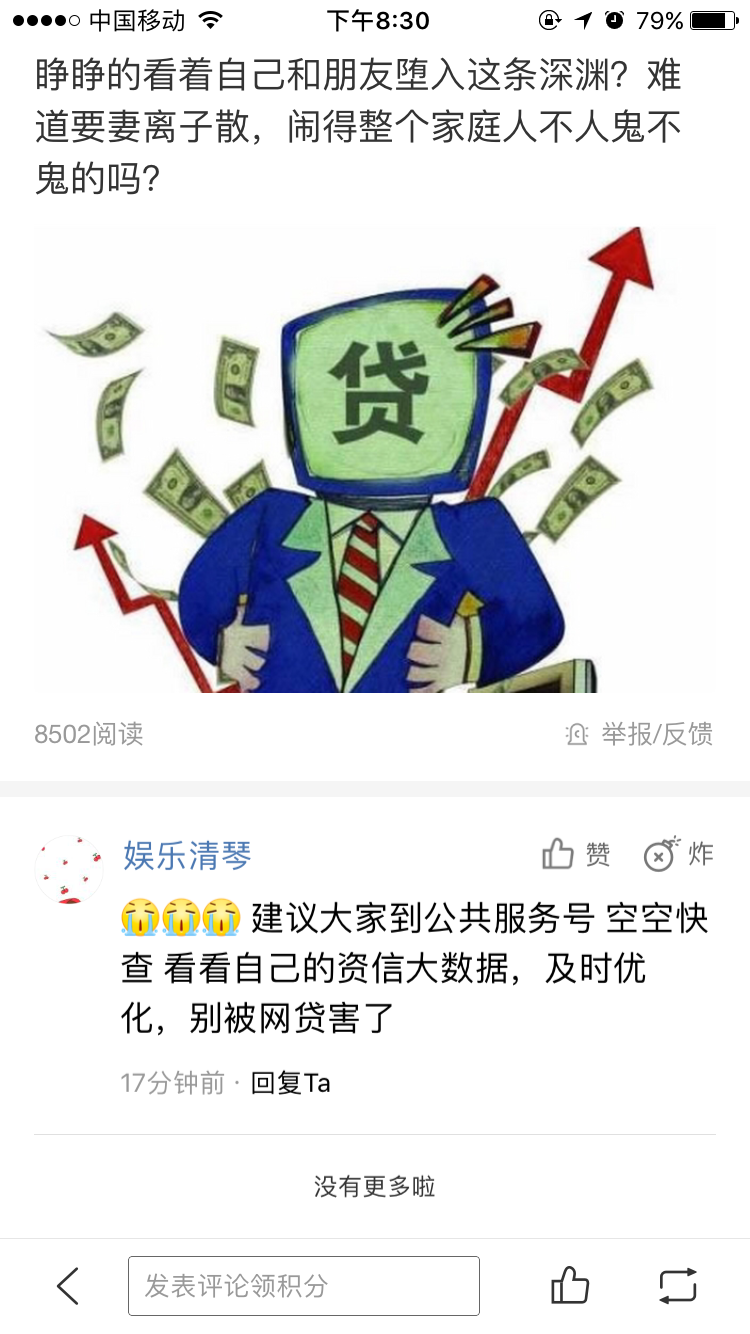 中国移动 下午8:30 79%
睁睁的看着自己和朋友堕入这条深渊？难
道要妻离子散，闹得整个家庭人不人鬼不
鬼的吗？
贷
8502阅读 举报/反馈
娱乐清琴 赞 炸
😭😭😭 建议大家到公共服务号 空空快
查 看看自己的资信大数据，及时优
化，别被网贷害了
17分钟前 · 回复Ta
没有更多啦
发表评论领积分